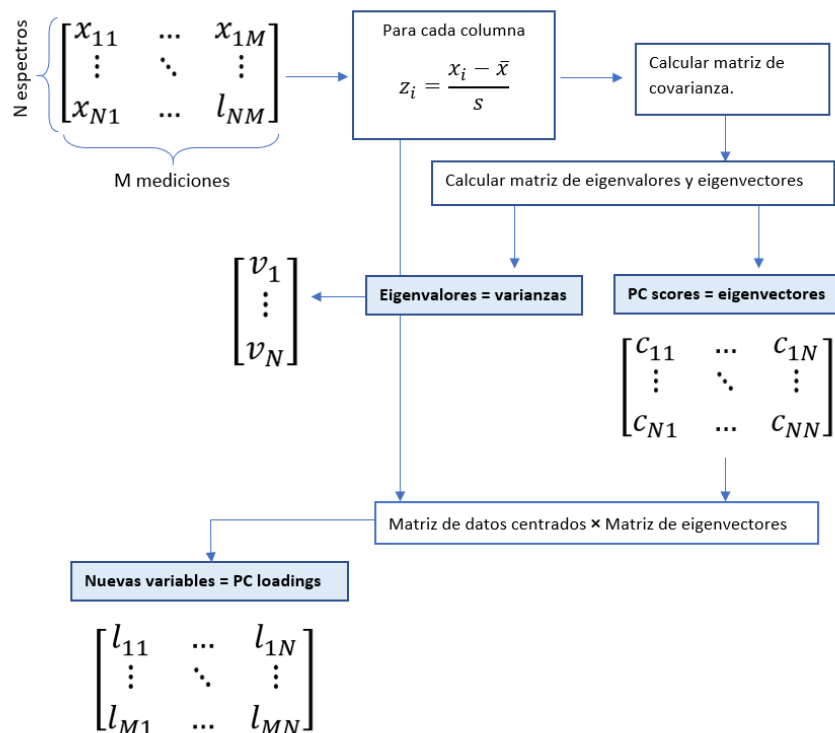 N espectros
x₁₁ ... x₁M
⋮ ⋱ ⋮
xN₁ ... lNM
M mediciones
Para cada columna
zᵢ = (xᵢ − x̄) / s
Calcular matriz de
covarianza.
Calcular matriz de eigenvalores y eigenvectores
Eigenvalores = varianzas
PC scores = eigenvectores
v₁
⋮
vN
c₁₁ ... c₁N
⋮ ⋱ ⋮
cN₁ ... cNN
Matriz de datos centrados × Matriz de eigenvectores
Nuevas variables = PC loadings
l₁₁ ... l₁N
⋮ ⋱ ⋮
lM₁ ... lMN